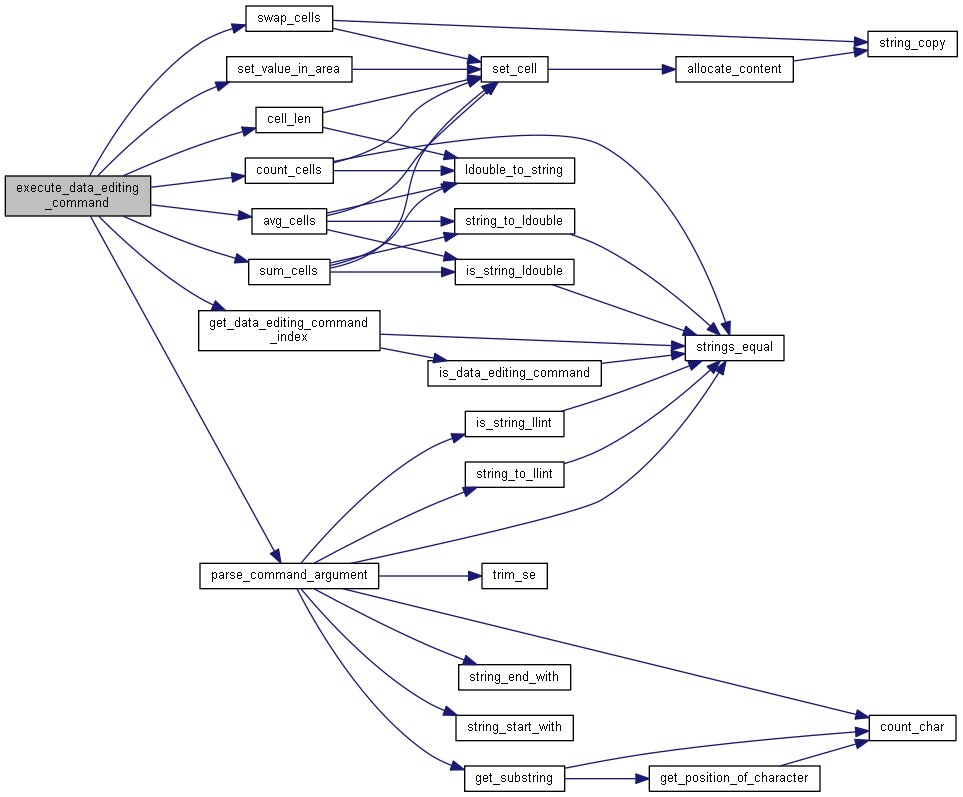 swap_cells
string_copy
set_value_in_area
set_cell
allocate_content
cell_len
count_cells
ldouble_to_string
execute_data_editing
_command
avg_cells
string_to_ldouble
sum_cells
is_string_ldouble
get_data_editing_command
_index
strings_equal
is_data_editing_command
is_string_llint
string_to_llint
parse_command_argument
trim_se
string_end_with
string_start_with
count_char
get_substring
get_position_of_character